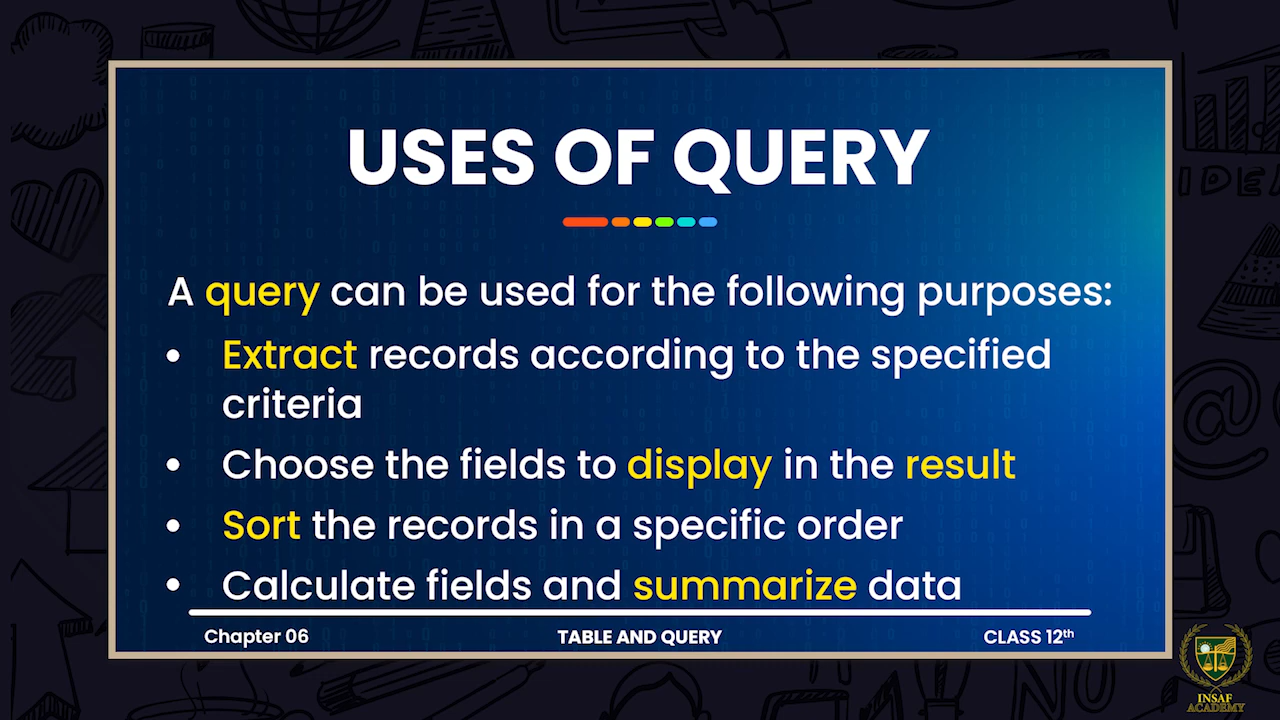 USES OF QUERY
A query can be used for the following purposes:
• Extract records according to the specified
criteria
• Choose the fields to display in the result
• Sort the records in a specific order
• Calculate fields and summarize data
Chapter 06 TABLE AND QUERY CLASS 12th
IDEA
@
NO
INSAF
ACADEMY